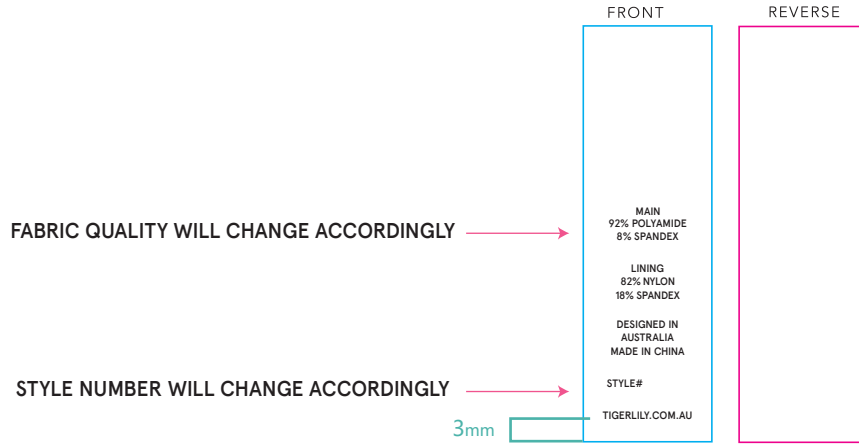 FRONT
REVERSE
MAIN
92% POLYAMIDE
8% SPANDEX
FABRIC QUALITY WILL CHANGE ACCORDINGLY
LINING
82% NYLON
18% SPANDEX
DESIGNED IN
AUSTRALIA
MADE IN CHINA
STYLE NUMBER WILL CHANGE ACCORDINGLY
STYLE#
TIGERLILY.COM.AU
3mm